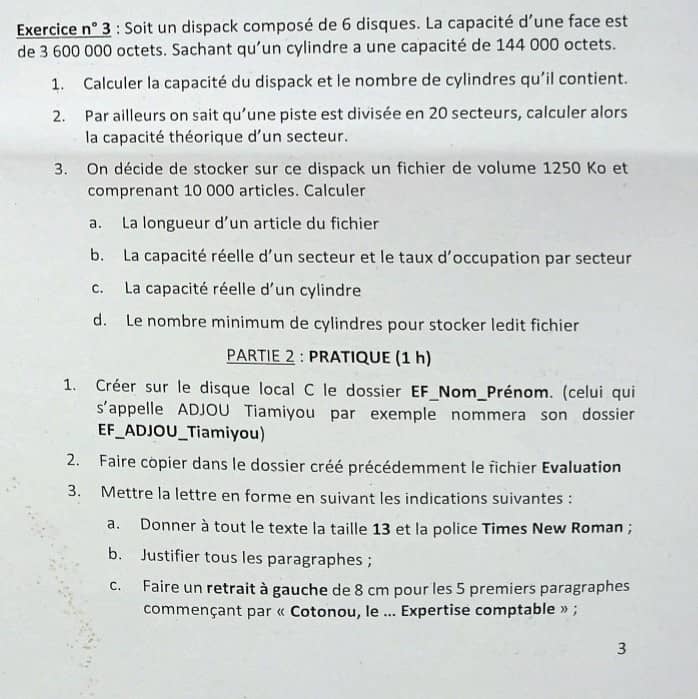 Exercice n° 3 : Soit un dispack composé de 6 disques. La capacité d'une face est
de 3 600 000 octets. Sachant qu'un cylindre a une capacité de 144 000 octets.
1. Calculer la capacité du dispack et le nombre de cylindres qu'il contient.
2. Par ailleurs on sait qu'une piste est divisée en 20 secteurs, calculer alors
la capacité théorique d'un secteur.
3. On décide de stocker sur ce dispack un fichier de volume 1250 Ko et
comprenant 10 000 articles. Calculer
a. La longueur d'un article du fichier
b. La capacité réelle d'un secteur et le taux d'occupation par secteur
c. La capacité réelle d'un cylindre
d. Le nombre minimum de cylindres pour stocker ledit fichier
PARTIE 2 : PRATIQUE (1 h)
1. Créer sur le disque local C le dossier EF_Nom_Prénom. (celui qui
s'appelle ADJOU Tiamiyou par exemple nommera son dossier
EF_ADJOU_Tiamiyou)
2. Faire copier dans le dossier créé précédemment le fichier Evaluation
3. Mettre la lettre en forme en suivant les indications suivantes :
a. Donner à tout le texte la taille 13 et la police Times New Roman ;
b. Justifier tous les paragraphes ;
c. Faire un retrait à gauche de 8 cm pour les 5 premiers paragraphes
commençant par « Cotonou, le ... Expertise comptable » ;
3